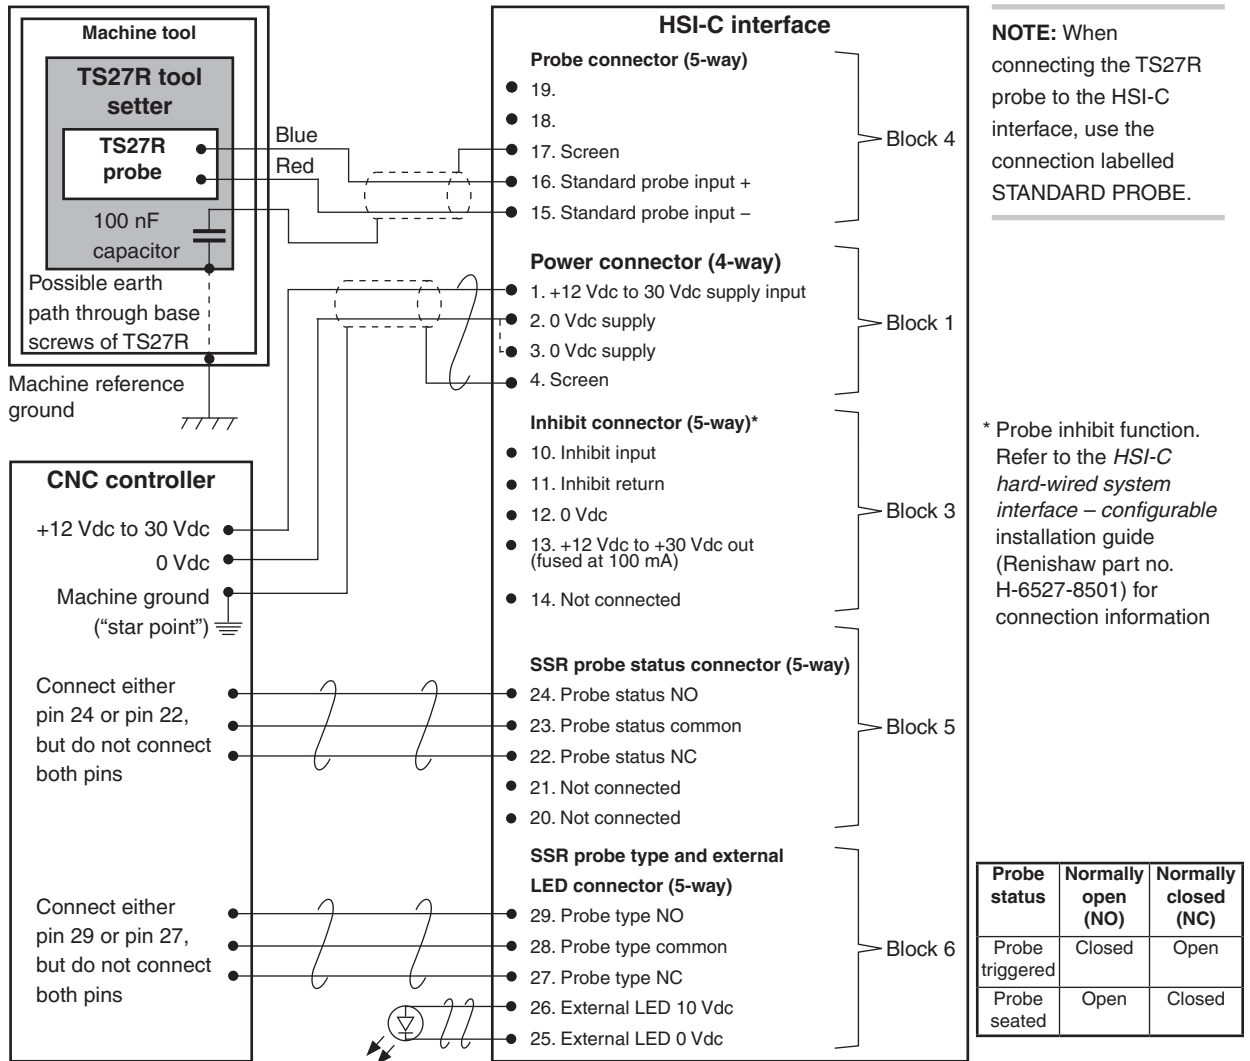 Machine tool
TS27R tool
setter
TS27R
probe
Blue
Red
100 nF
capacitor
Possible earth
path through base
screws of TS27R
Machine reference
ground
CNC controller
+12 Vdc to 30 Vdc
0 Vdc
Machine ground
(“star point”)
Connect either
pin 24 or pin 22,
but do not connect
both pins
Connect either
pin 29 or pin 27,
but do not connect
both pins
HSI-C interface
Probe connector (5-way)
19.
18.
17. Screen
16. Standard probe input +
15. Standard probe input –
Block 4
Power connector (4-way)
1. +12 Vdc to 30 Vdc supply input
2. 0 Vdc supply
3. 0 Vdc supply
4. Screen
Block 1
Inhibit connector (5-way)*
10. Inhibit input
11. Inhibit return
12. 0 Vdc
13. +12 Vdc to +30 Vdc out
(fused at 100 mA)
14. Not connected
Block 3
SSR probe status connector (5-way)
24. Probe status NO
23. Probe status common
22. Probe status NC
21. Not connected
20. Not connected
Block 5
SSR probe type and external
LED connector (5-way)
29. Probe type NO
28. Probe type common
27. Probe type NC
26. External LED 10 Vdc
25. External LED 0 Vdc
Block 6
NOTE: When
connecting the TS27R
probe to the HSI-C
interface, use the
connection labelled
STANDARD PROBE.
* Probe inhibit function.
Refer to the HSI-C
hard-wired system
interface – configurable
installation guide
(Renishaw part no.
H-6527-8501) for
connection information
Probe status Normally open (NO) Normally closed (NC)
Probe triggered Closed Open
Probe seated Open Closed